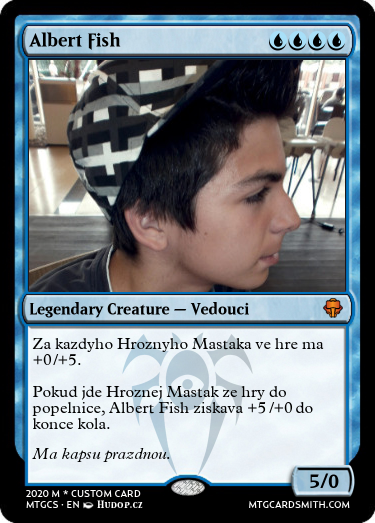 Albert Fish
Legendary Creature — Vedouci
Za kazdyho Hroznyho Mastaka ve hre ma
+0/+5.
Pokud jde Hroznej Mastak ze hry do
popelnice, Albert Fish ziskava +5/+0 do
konce kola.
Ma kapsu prazdnou.
5/0
2020 M * CUSTOM CARD
MTGCS · EN HUDOP.CZ
MTGCARDSMITH.COM